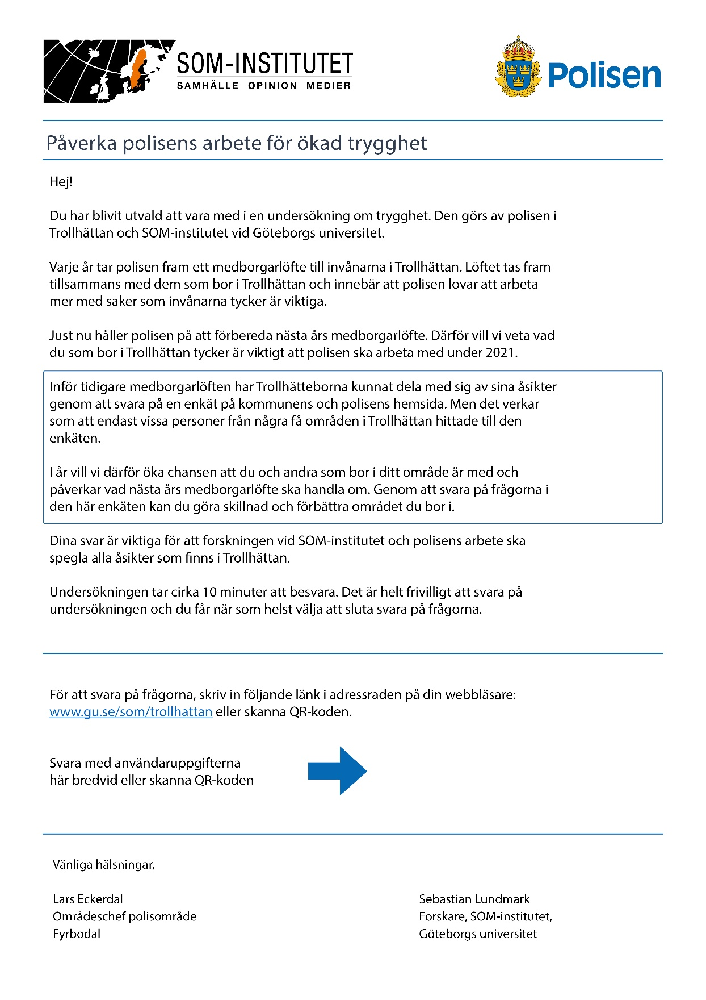 SOM-INSTITUTET
SAMHÄLLE OPINION MEDIER
Polisen
Påverka polisens arbete för ökad trygghet
Hej!
Du har blivit utvald att vara med i en undersökning om trygghet. Den görs av polisen i
Trollhättan och SOM-institutet vid Göteborgs universitet.
Varje år tar polisen fram ett medborgarlöfte till invånarna i Trollhättan. Löftet tas fram
tillsammans med dem som bor i Trollhättan och innebär att polisen lovar att arbeta
mer med saker som invånarna tycker är viktiga.
Just nu håller polisen på att förbereda nästa års medborgarlöfte. Därför vill vi veta vad
du som bor i Trollhättan tycker är viktigt att polisen ska arbeta med under 2021.
Inför tidigare medborgarlöften har Trollhätteborna kunnat dela med sig av sina åsikter
genom att svara på en enkät på kommunens och polisens hemsida. Men det verkar
som att endast vissa personer från några få områden i Trollhättan hittade till den
enkäten.
I år vill vi därför öka chansen att du och andra som bor i ditt område är med och
påverkar vad nästa års medborgarlöfte ska handla om. Genom att svara på frågorna i
den här enkäten kan du göra skillnad och förbättra området du bor i.
Dina svar är viktiga för att forskningen vid SOM-institutet och polisens arbete ska
spegla alla åsikter som finns i Trollhättan.
Undersökningen tar cirka 10 minuter att besvara. Det är helt frivilligt att svara på
undersökningen och du får när som helst välja att sluta svara på frågorna.
För att svara på frågorna, skriv in följande länk i adressraden på din webbläsare:
www.gu.se/som/trollhattan eller skanna QR-koden.
Svara med användaruppgifterna
här bredvid eller skanna QR-koden
Vänliga hälsningar,
Lars Eckerdal
Områdeschef polisområde
Fyrbodal
Sebastian Lundmark
Forskare, SOM-institutet,
Göteborgs universitet